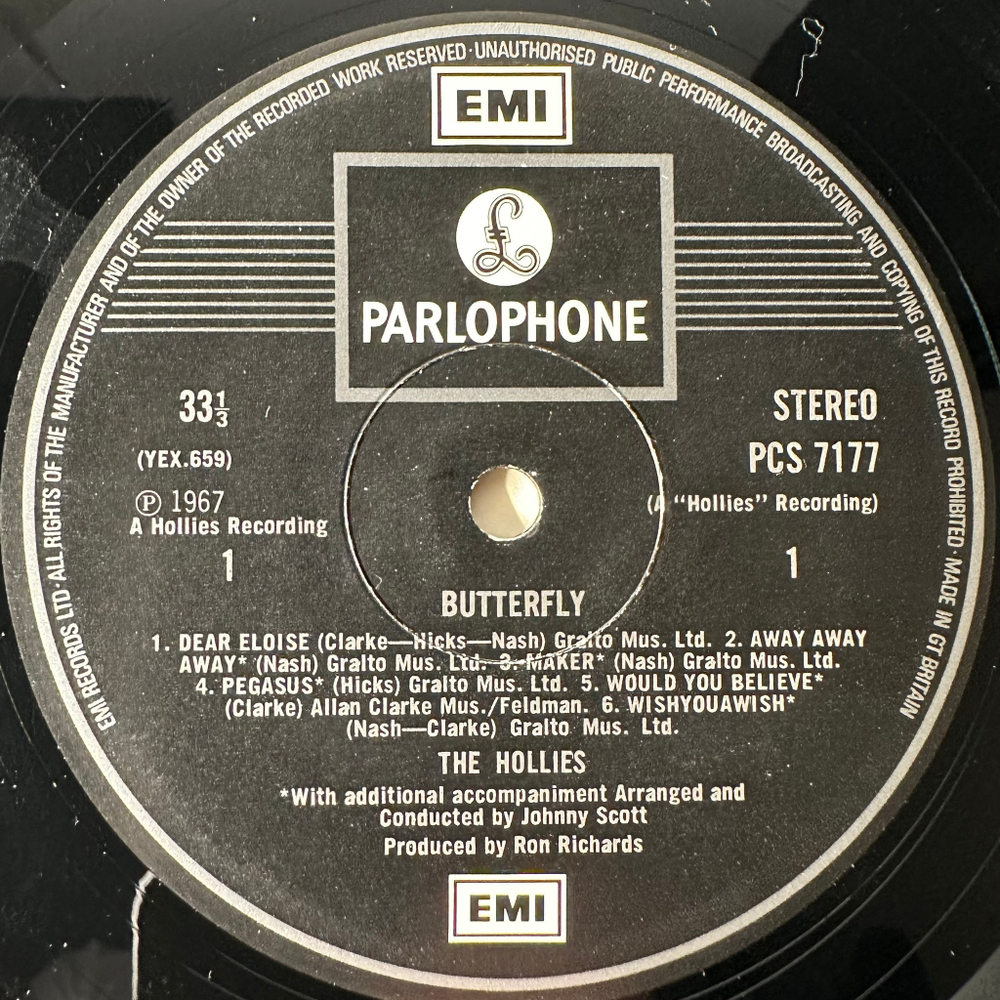 EMI RECORDS LTD · ALL RIGHTS OF THE MANUFACTURER AND OF THE OWNER OF THE RECORDED WORK RESERVED · UNAUTHORISED PUBLIC PERFORMANCE BROADCASTING AND COPYING OF THIS RECORD PROHIBITED · MADE IN GT BRITAIN
EMI
£
PARLOPHONE
33⅓
STEREO
(YEX.659)
PCS 7177
℗ 1967
(A "Hollies" Recording)
A Hollies Recording
1
1
BUTTERFLY
1. DEAR ELOISE (Clarke—Hicks—Nash) Gralto Mus. Ltd. 2. AWAY AWAY
AWAY* (Nash) Gralto Mus. Ltd. 3. MAKER* (Nash) Gralto Mus. Ltd.
4. PEGASUS* (Hicks) Gralto Mus. Ltd. 5. WOULD YOU BELIEVE*
(Clarke) Allan Clarke Mus./Feldman. 6. WISHYOUAWISH*
(Nash—Clarke) Gralto Mus. Ltd.
THE HOLLIES
*With additional accompaniment Arranged and
Conducted by Johnny Scott
Produced by Ron Richards
EMI